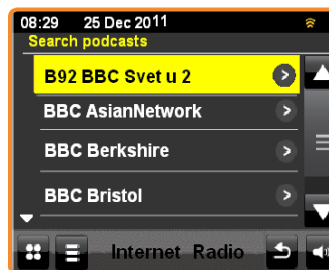 08:29 25 Dec 2011
Search podcasts
B92 BBC Svet u 2
BBC AsianNetwork
BBC Berkshire
BBC Bristol
Internet Radio